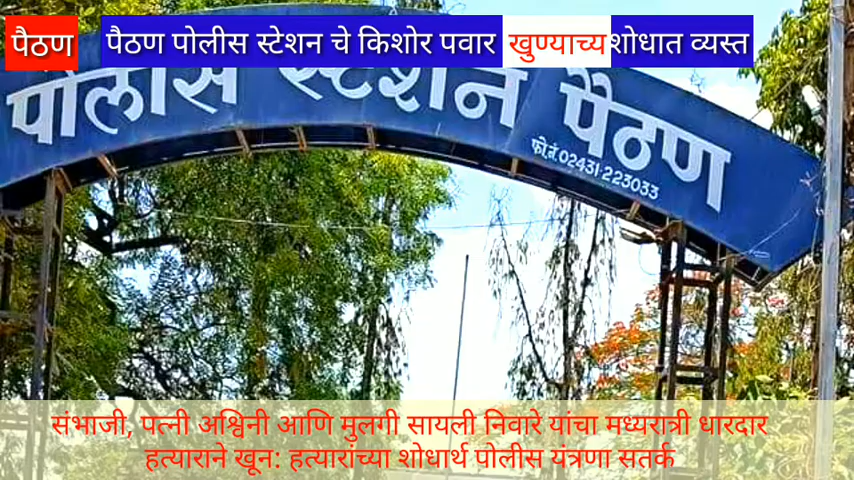 पैठण
पैठण पोलीस स्टेशन चे किशोर पवार खुण्याच्य शोधात व्यस्त
पोलीस स्टेशन पैठण
फो.नं. 02431-223033
संभाजी, पत्नी अश्विनी आणि मुलगी सायली निवारे यांचा मध्यरात्री धारदार
हत्याराने खून: हत्यारांच्या शोधार्थ पोलीस यंत्रणा सतर्क